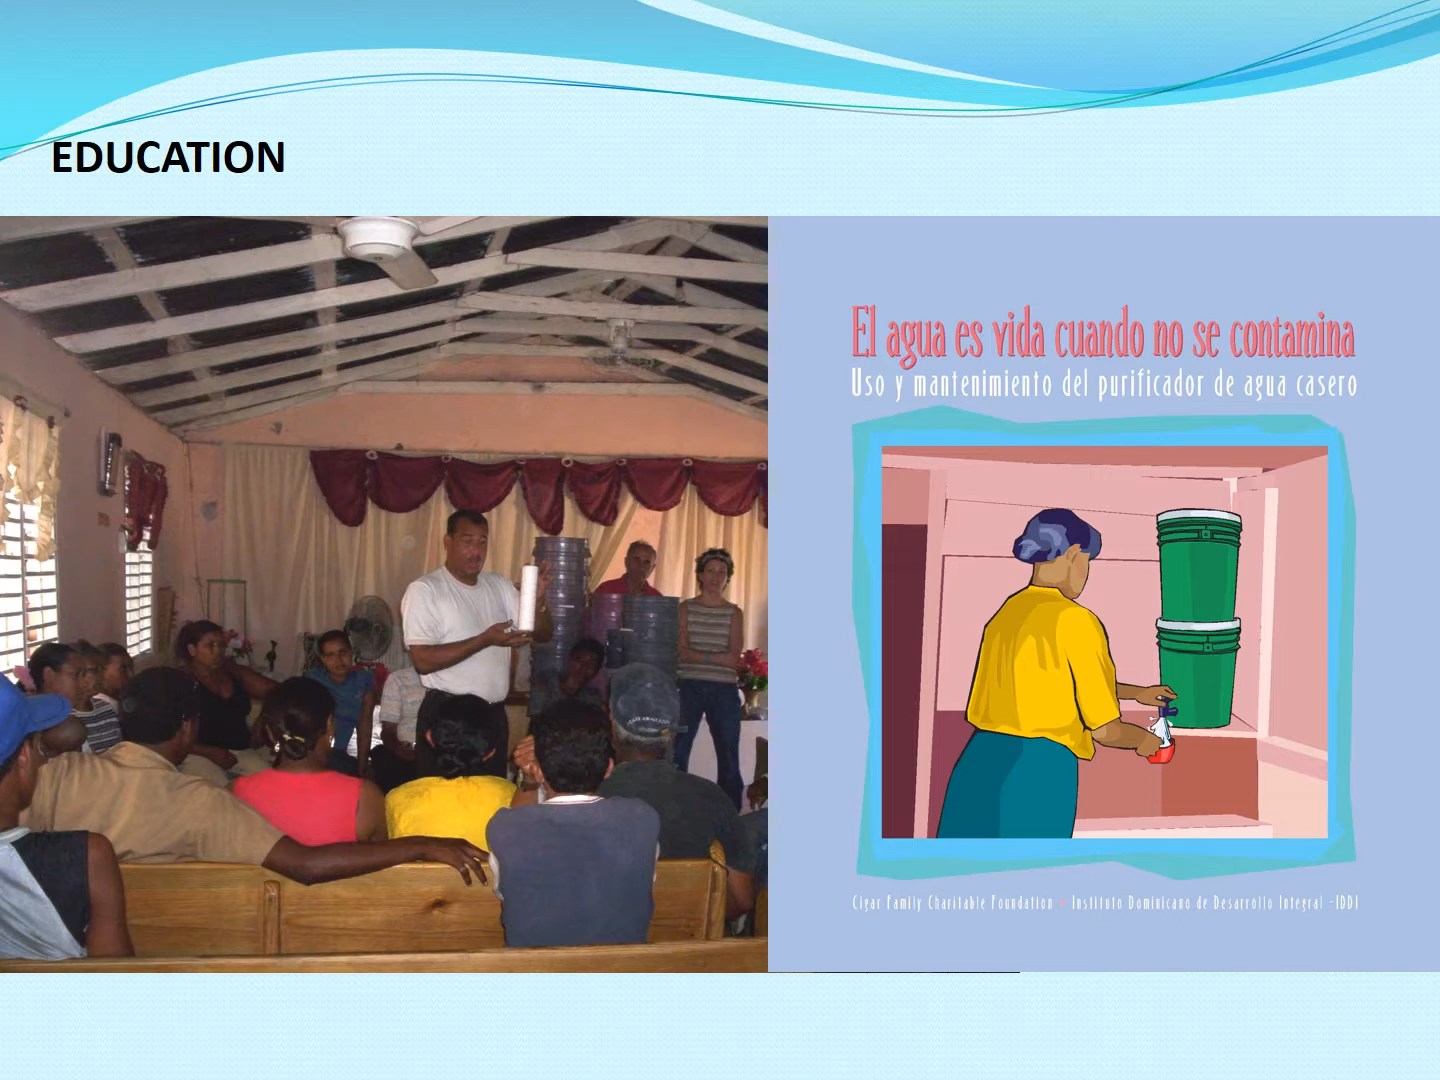 EDUCATION
El agua es vida cuando no se contamina
Uso y mantenimiento del purificador de agua casero
Cigar Family Charitable Foundation • Instituto Dominicano de Desarrollo Integral -IDDI